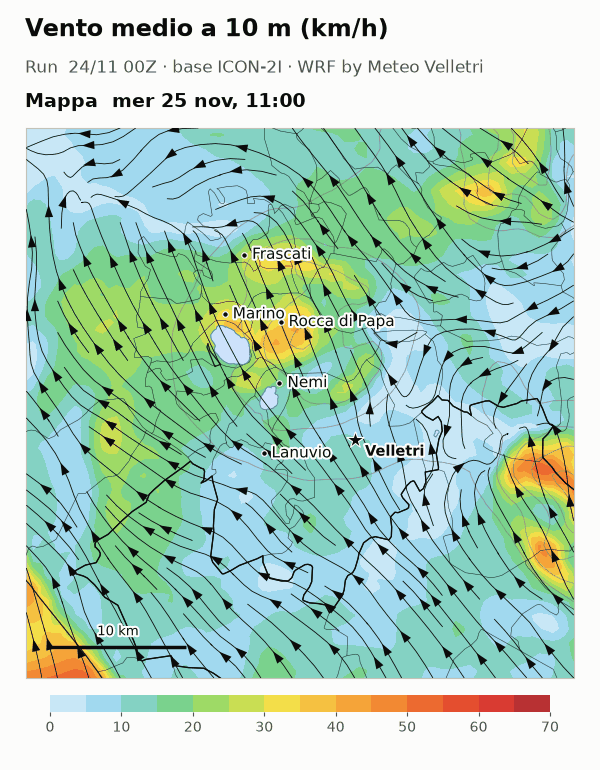 Vento medio a 10 m (km/h)
Run  24/11 00Z · base ICON-2I · WRF by Meteo Velletri
Mappa  mer 25 nov, 11:00
Frascati
Marino
Rocca di Papa
Nemi
Velletri
Lanuvio
10 km
0 10 20 30 40 50 60 70